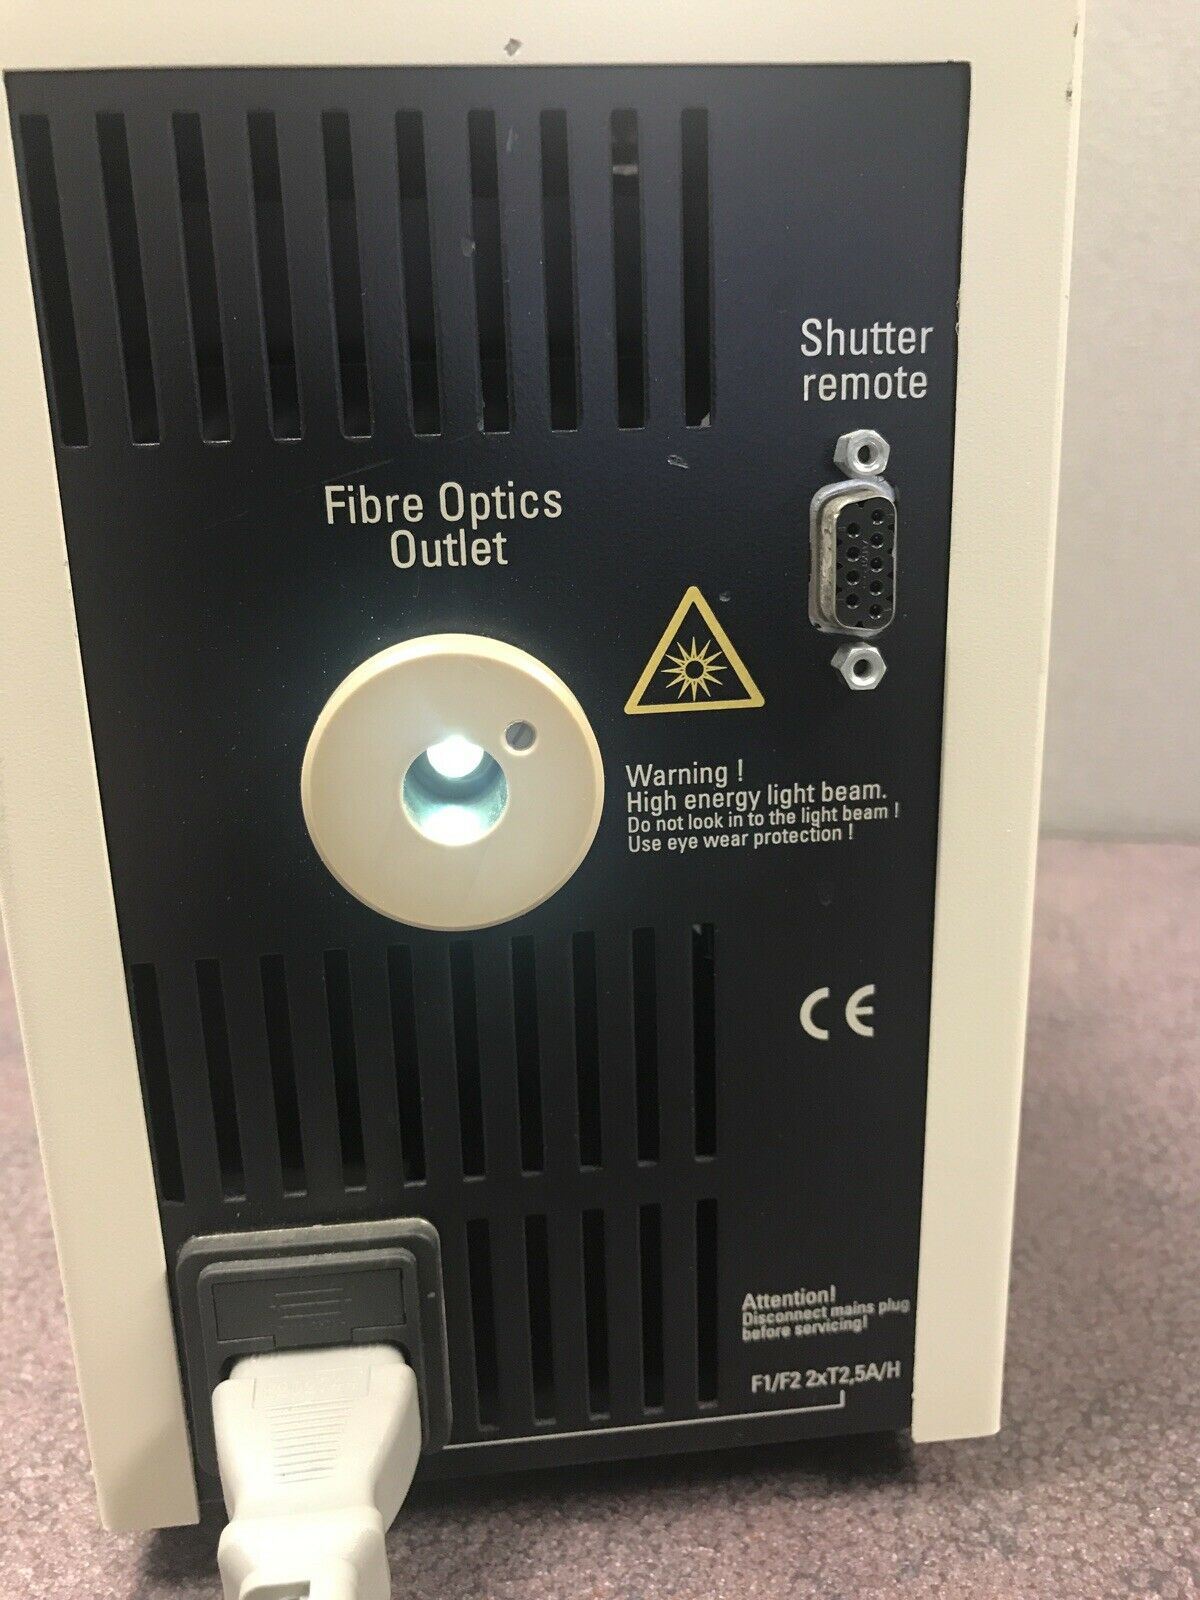 Shutter
remote
Fibre Optics
Outlet
Warning !
High energy light beam.
Do not look in to the light beam !
Use eye wear protection !
CE
Attention!
Disconnect mains plug
before servicing!
F1/F2 2xT2,5A/H